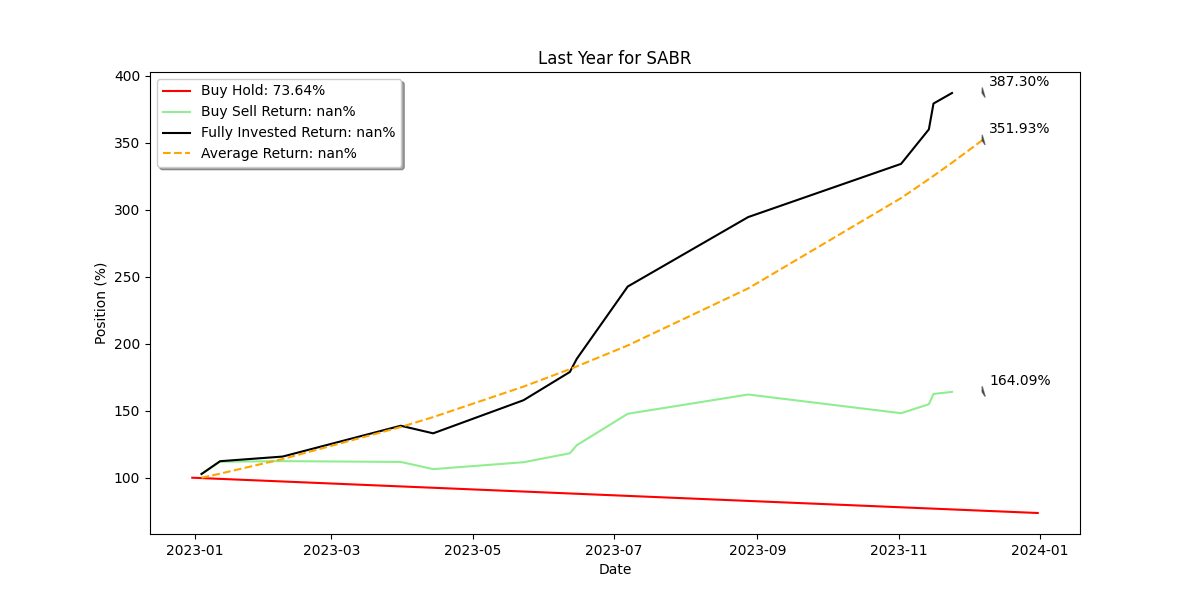 Last Year for SABR
Buy Hold: 73.64%
Buy Sell Return: nan%
Fully Invested Return: nan%
Average Return: nan%
387.30%
351.93%
164.09%
400
350
300
250
200
150
100
Position (%)
2023-01
2023-03
2023-05
2023-07
2023-09
2023-11
2024-01
Date